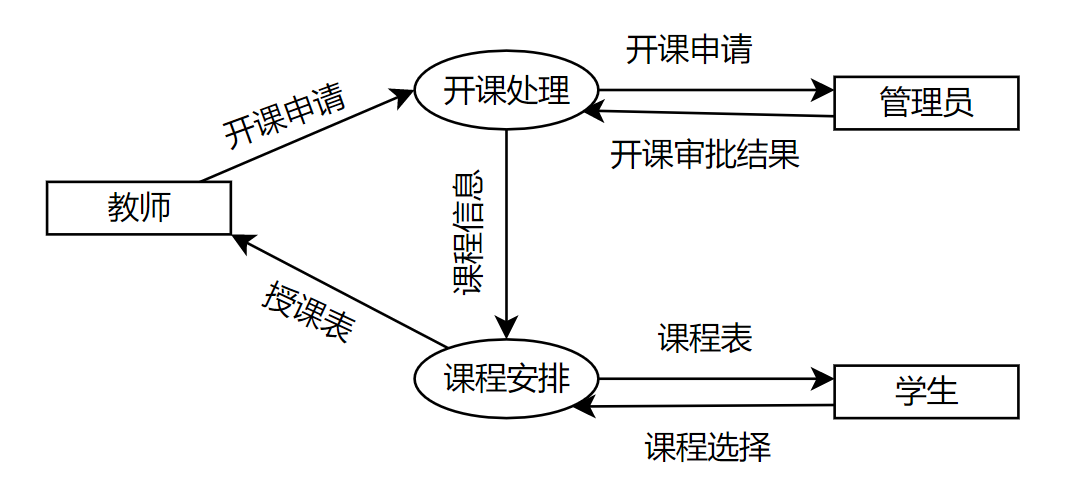 开课申请
开课处理
管理员
开课申请
开课审批结果
教师
课程信息
授课表
课程表
课程安排
学生
课程选择